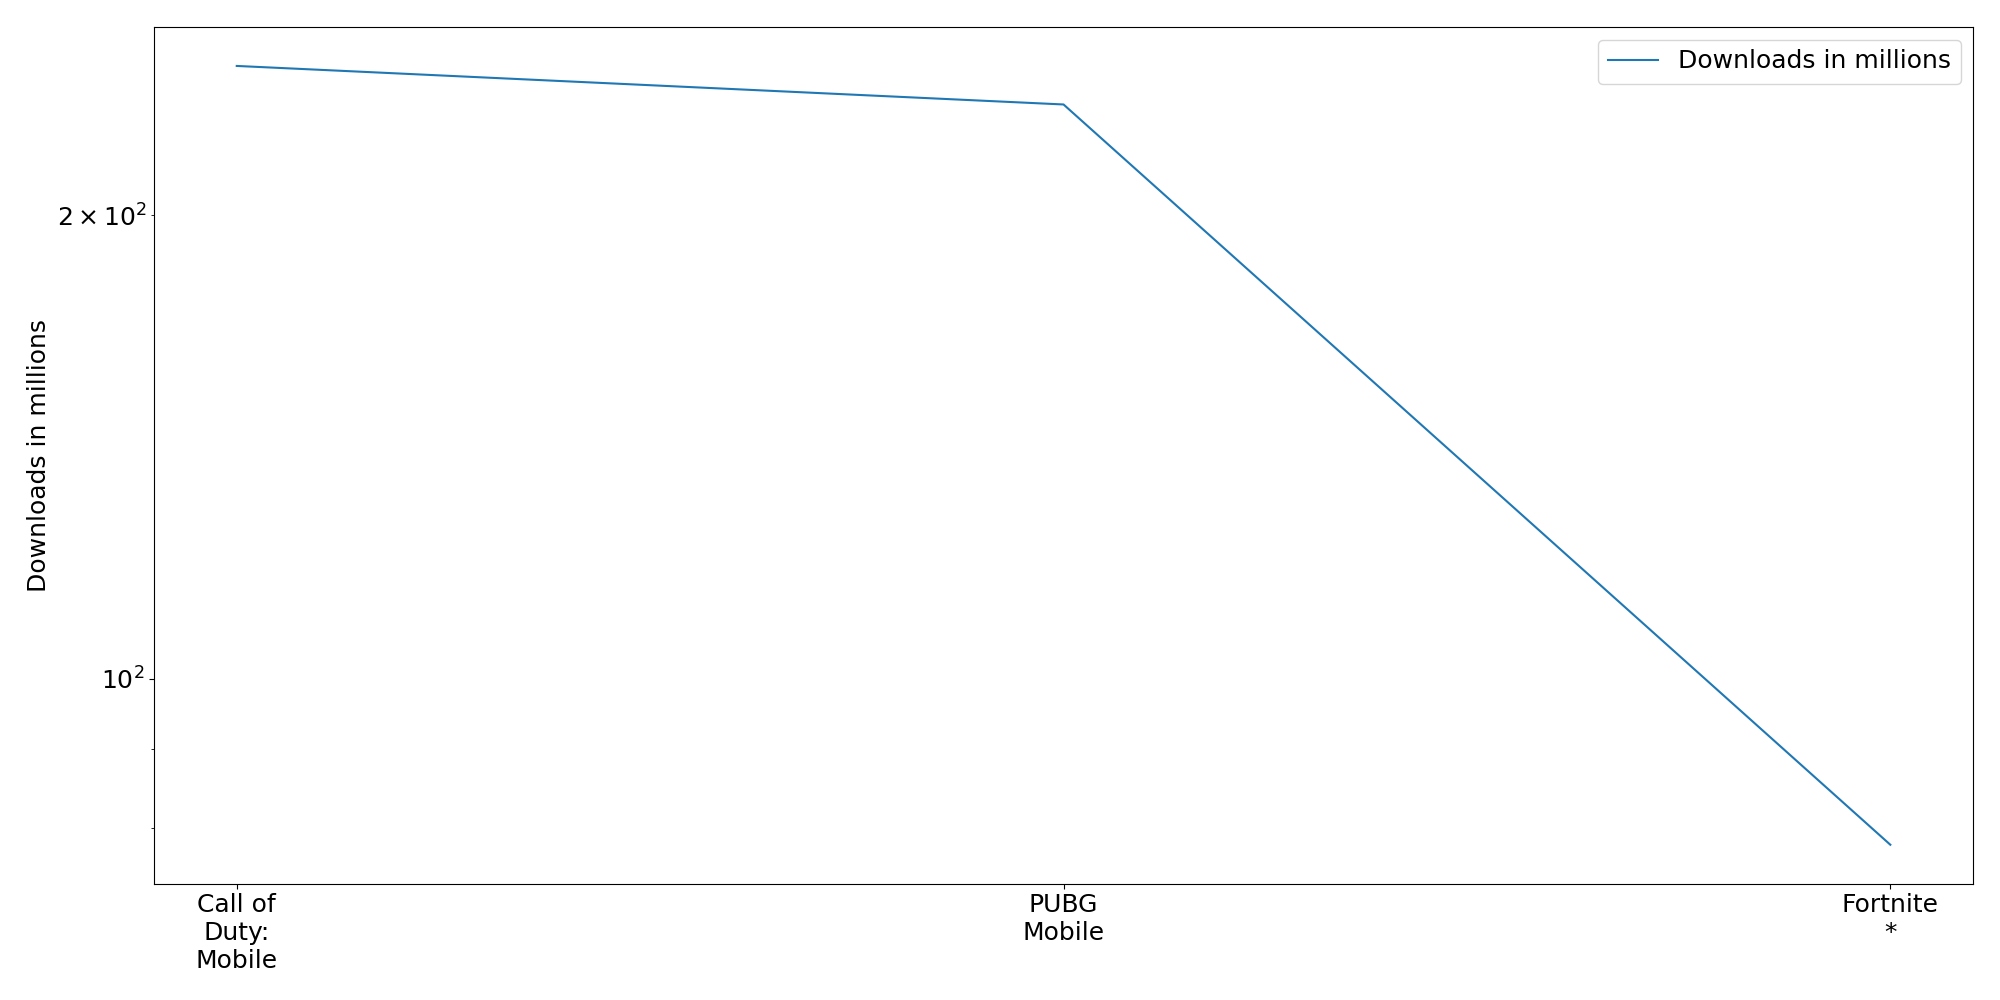 Downloads in millions
2 × 10²
10²
Downloads in millions
Call of
Duty:
Mobile
PUBG
Mobile
Fortnite
*